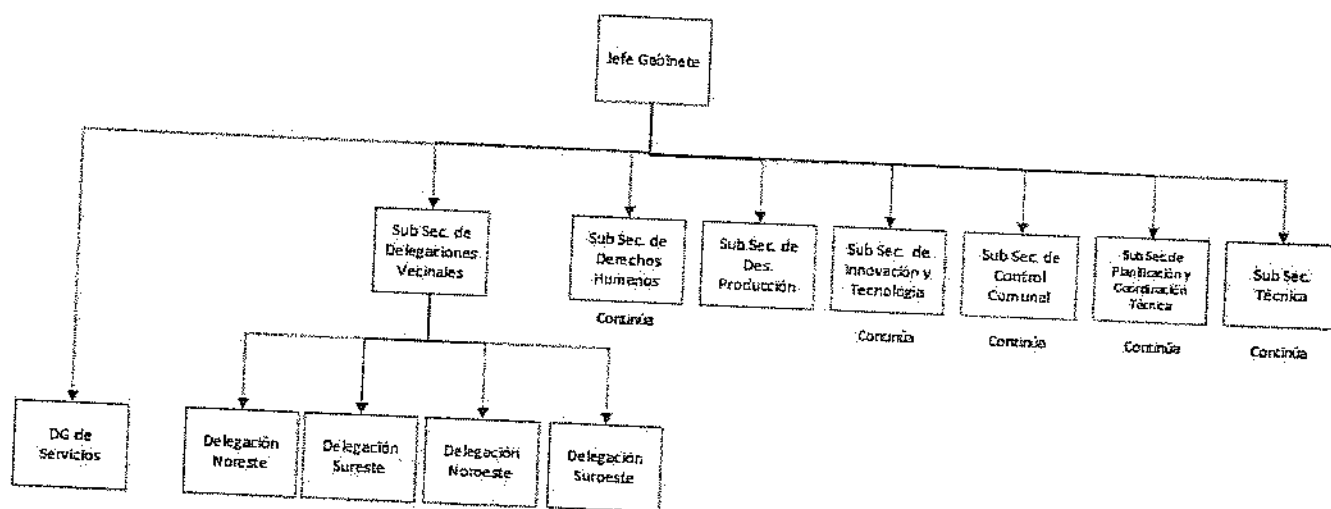 Jefe Gabinete
Sub Sec. de
Delegaciones
Vecinales
Sub Sec. de
Derechos
Humanos
Continúa
Sub Sec. de
Des.
Producción
Sub Sec. de
Innovación y
Tecnología
Continúa
Sub Sec. de
Control
Comunal
Continúa
Sub Sec. de
Planificación y
Coordinación
Técnica
Continúa
Sub Sec.
Técnica
Continúa
DG de
Servicios
Delegación
Noreste
Delegación
Sureste
Delegación
Noroeste
Delegación
Suroeste